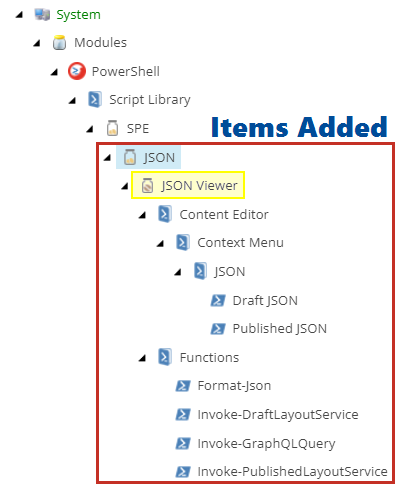 System
Modules
PowerShell
Script Library
SPE
Items Added
JSON
JSON Viewer
Content Editor
Context Menu
JSON
Draft JSON
Published JSON
Functions
Format-Json
Invoke-DraftLayoutService
Invoke-GraphQLQuery
Invoke-PublishedLayoutService